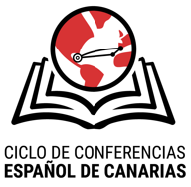 CICLO DE CONFERENCIAS
ESPAÑOL DE CANARIAS